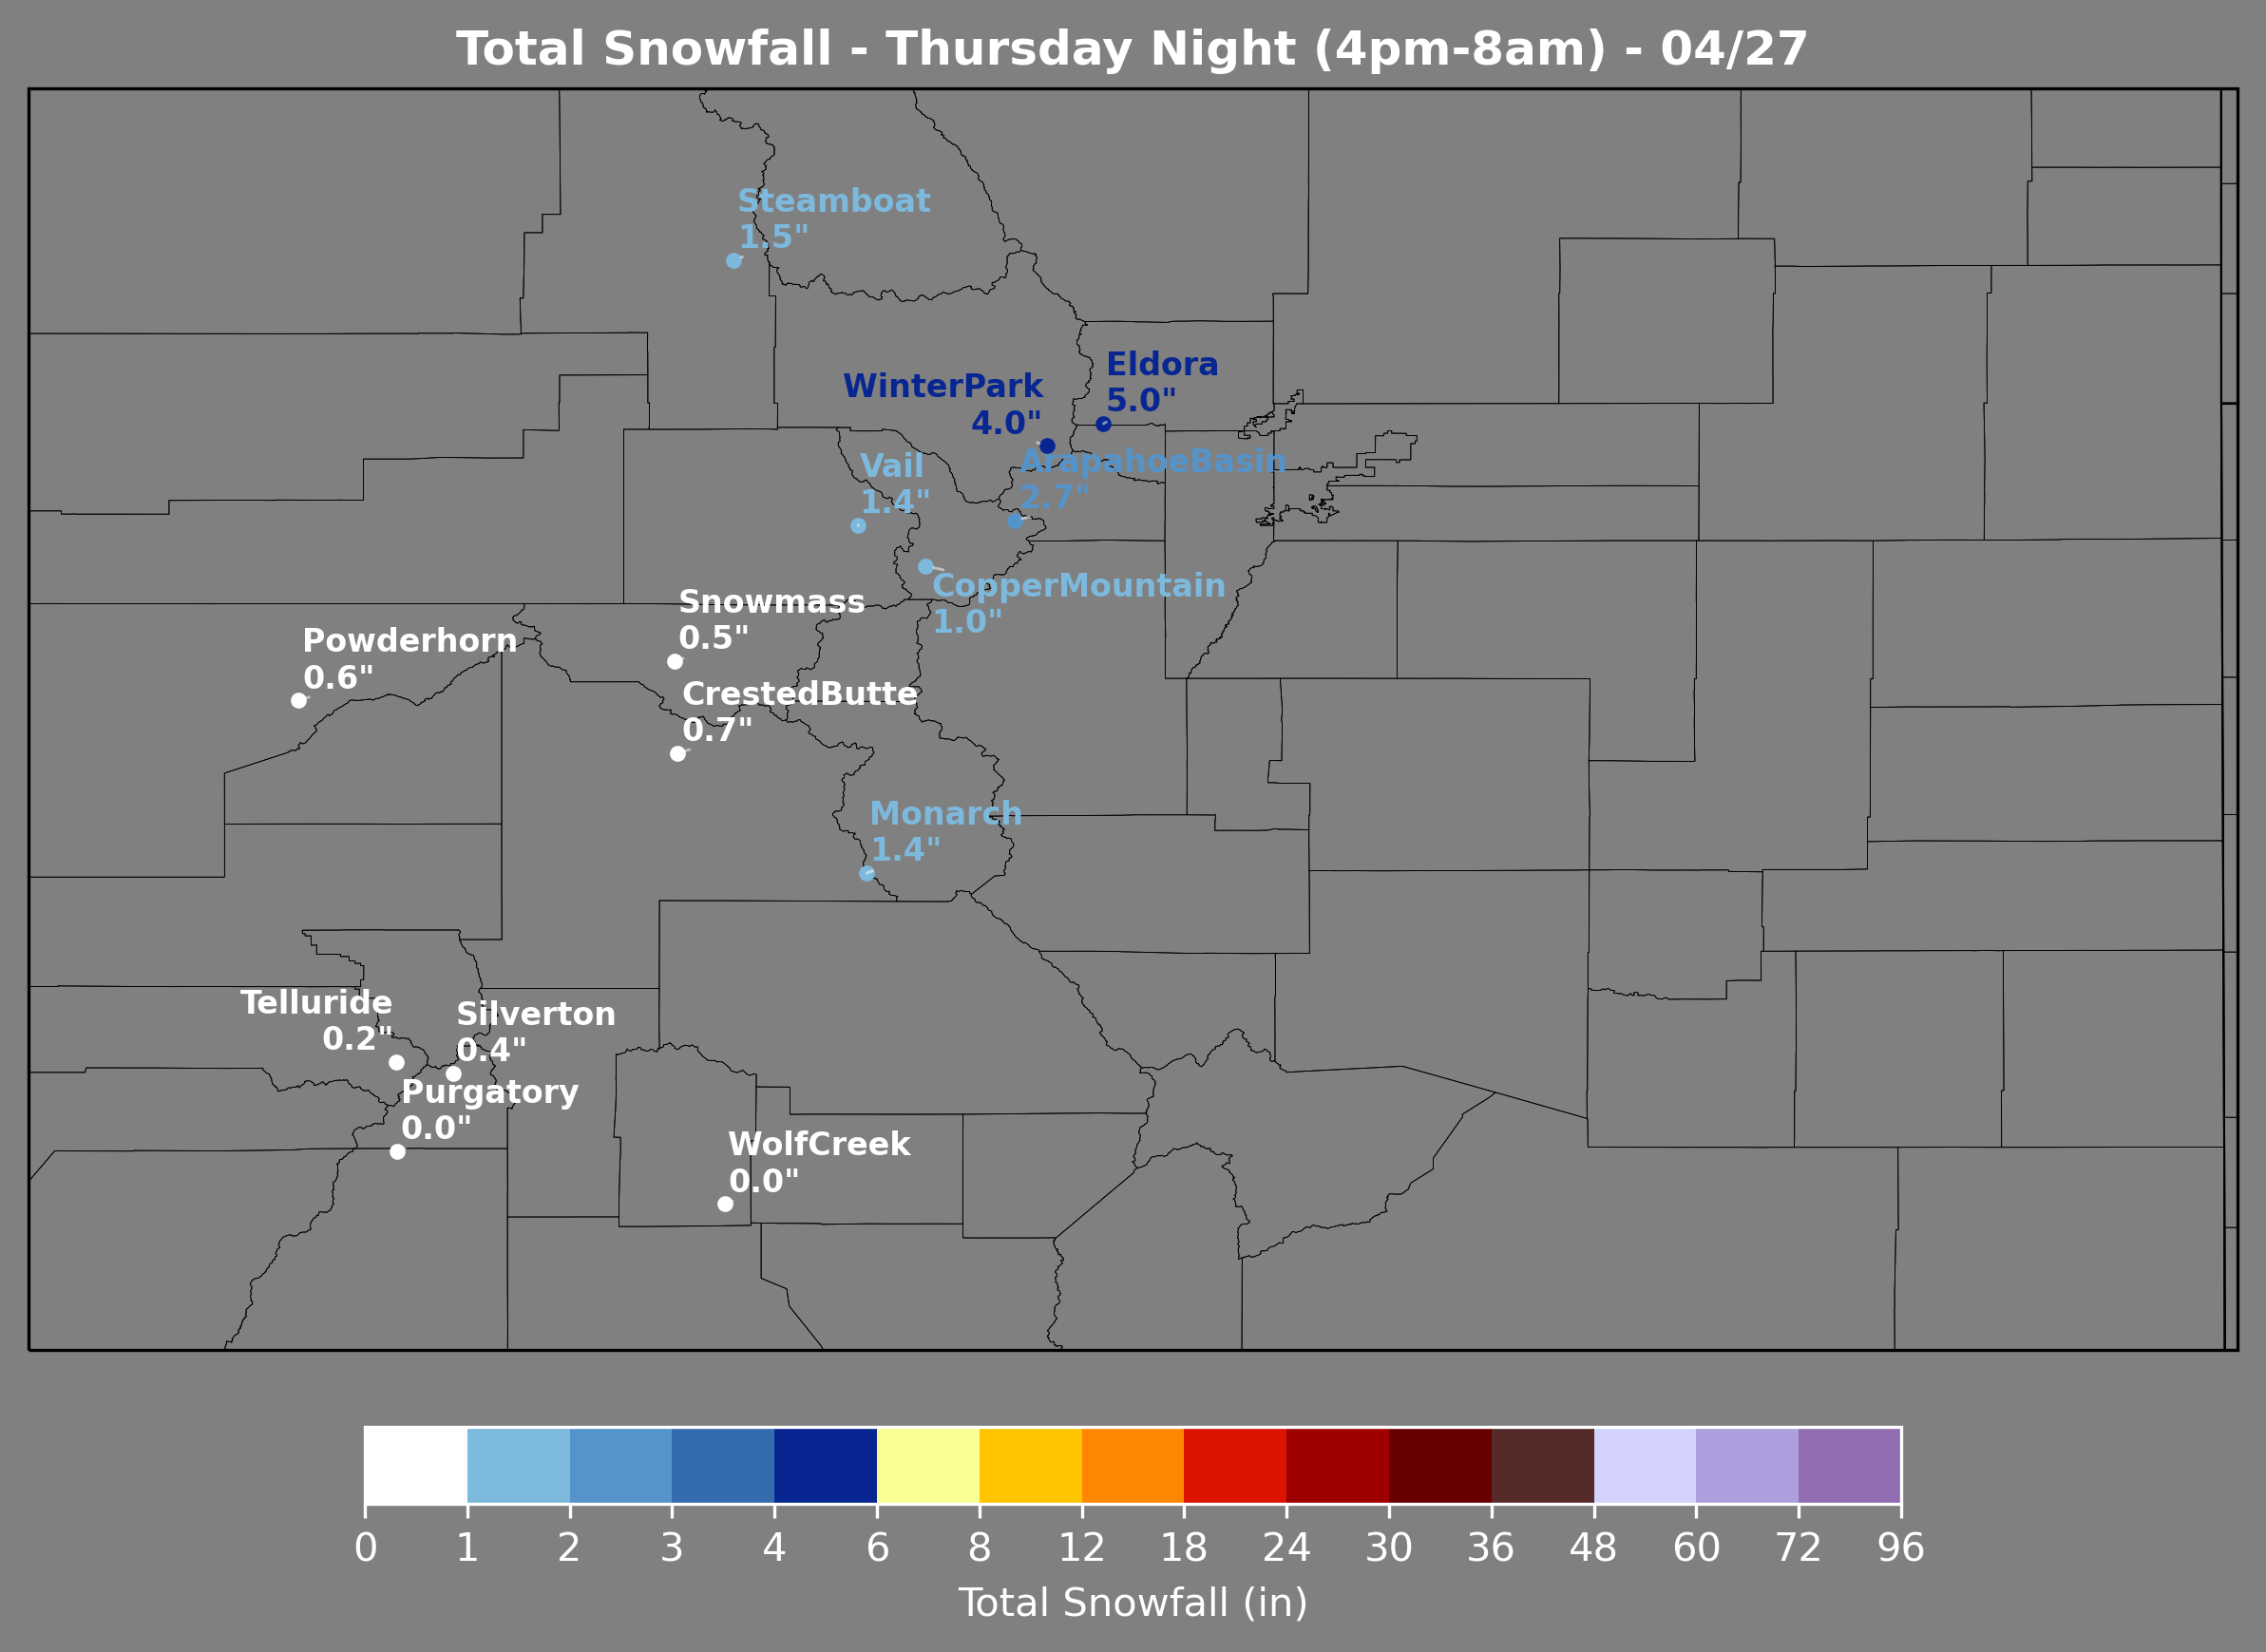 Total Snowfall - Thursday Night (4pm-8am) - 04/27
Steamboat
1.5"
Eldora
5.0"
WinterPark
4.0"
ArapahoeBasin
2.7"
Vail
1.4"
CopperMountain
1.0"
Snowmass
0.5"
Powderhorn
0.6"
CrestedButte
0.7"
Monarch
1.4"
Telluride
0.2"
Silverton
0.4"
Purgatory
0.0"
WolfCreek
0.0"
0 1 2 3 4 6 8 12 18 24 30 36 48 60 72 96
Total Snowfall (in)